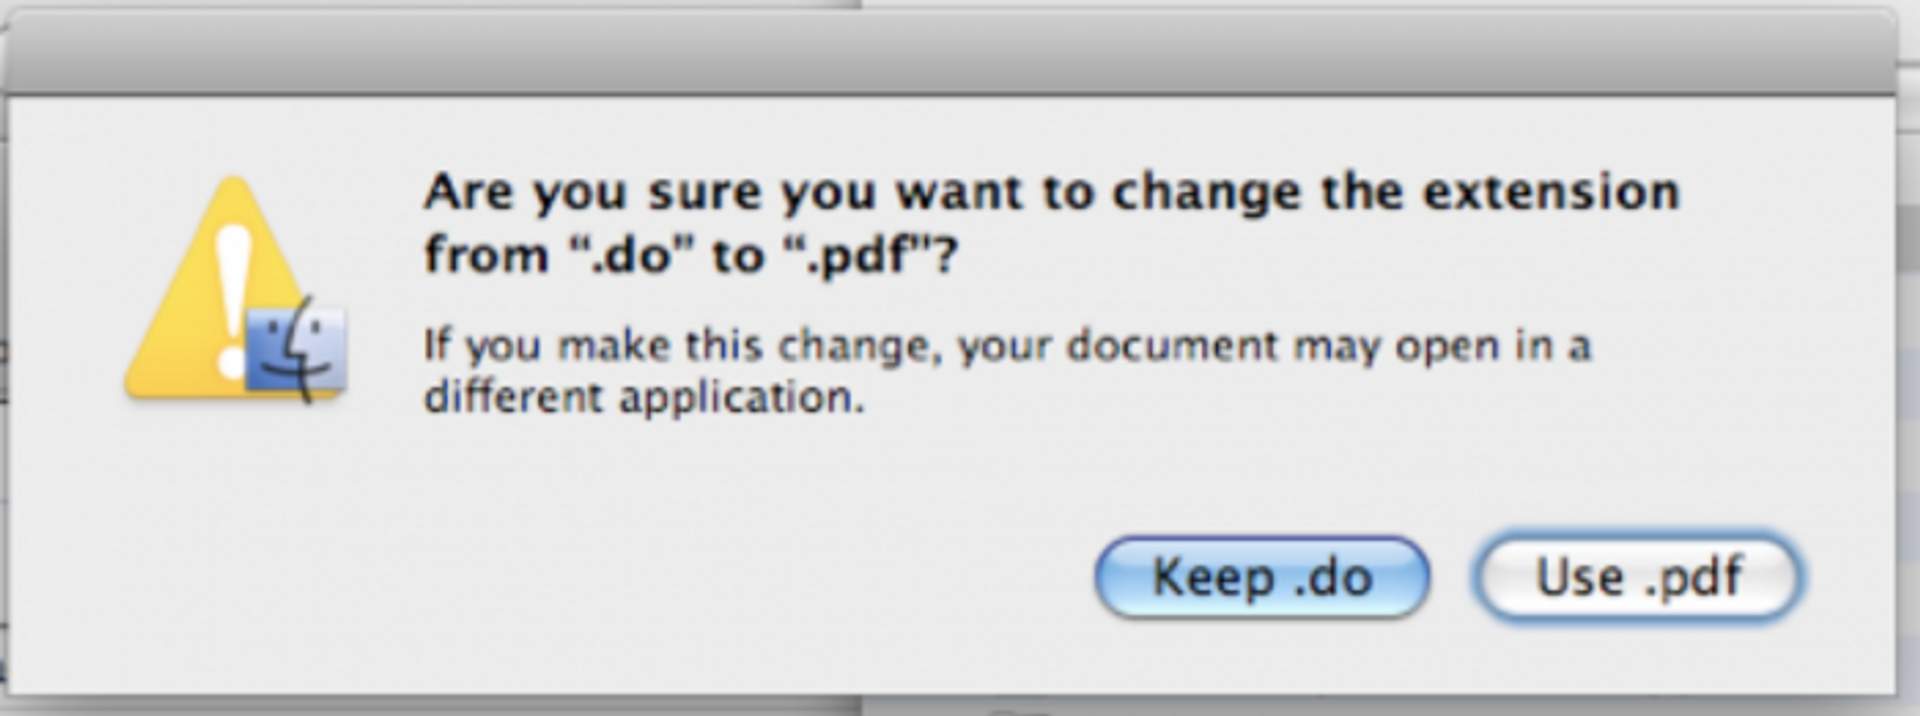 Are you sure you want to change the extension
from “.do” to “.pdf"?
If you make this change, your document may open in a
different application.
Keep .do Use .pdf